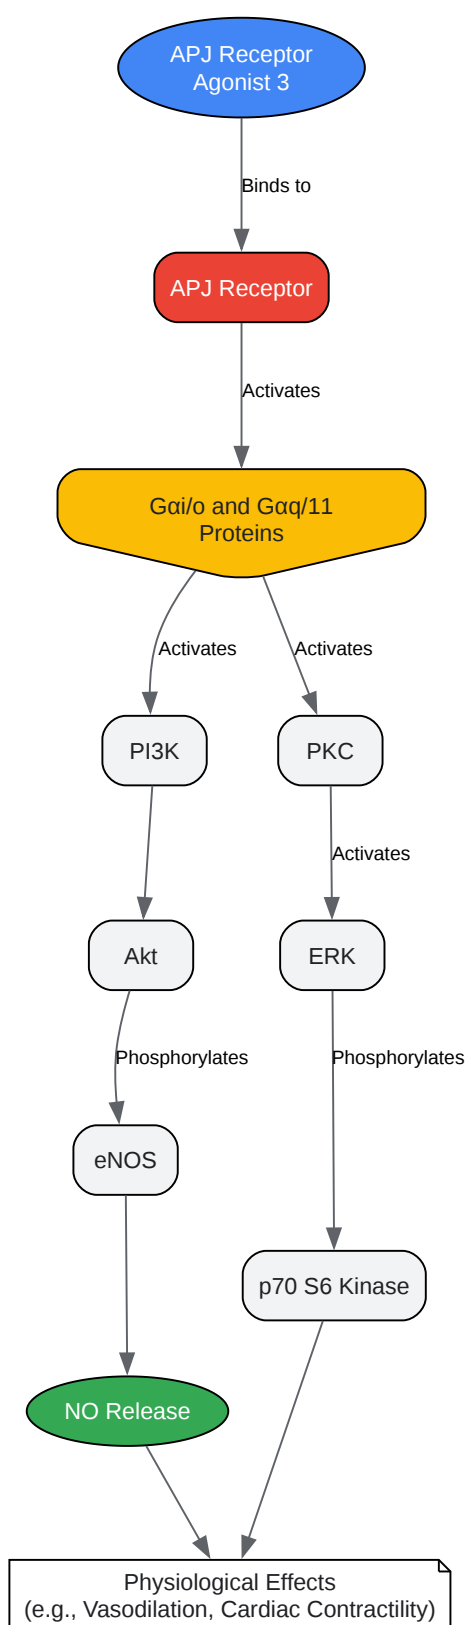 APJ Receptor
Agonist 3
Binds to
APJ Receptor
Activates
Gαi/o and Gαq/11
Proteins
Activates
Activates
PI3K
PKC
Activates
Akt
ERK
Phosphorylates
Phosphorylates
eNOS
p70 S6 Kinase
NO Release
Physiological Effects
(e.g., Vasodilation, Cardiac Contractility)